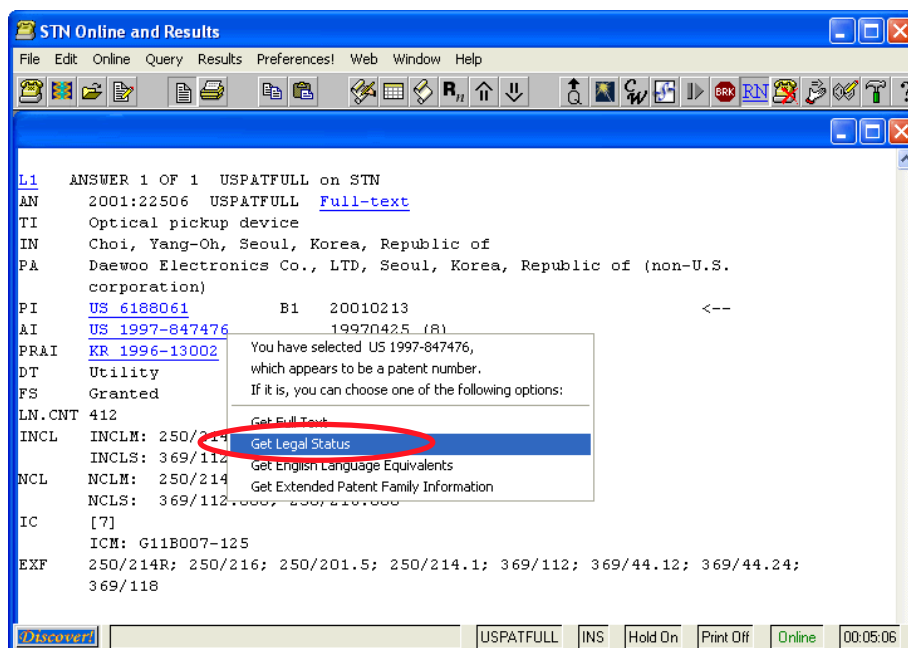 STN Online and Results
File Edit Online Query Results Preferences! Web Window Help
R n BRK RN ?
L1 ANSWER 1 OF 1 USPATFULL on STN
AN 2001:22506 USPATFULL Full-text
TI Optical pickup device
IN Choi, Yang-Oh, Seoul, Korea, Republic of
PA Daewoo Electronics Co., LTD, Seoul, Korea, Republic of (non-U.S.
corporation)
PI US 6188061 B1 20010213 <--
AI US 1997-847476 19970425 (8)
PRAI KR 1996-13002
You have selected US 1997-847476,
which appears to be a patent number.
If it is, you can choose one of the following options:
Get Full Text
Get Legal Status
Get English Language Equivalents
Get Extended Patent Family Information
DT Utility
FS Granted
LN.CNT 412
INCL INCLM: 250/214
INCLS: 369/112
NCL NCLM: 250/214
NCLS: 369/112.000; 250/216.000
IC [7]
ICM: G11B007-125
EXF 250/214R; 250/216; 250/201.5; 250/214.1; 369/112; 369/44.12; 369/44.24;
369/118
Discover! USPATFULL INS Hold On Print Off Online 00:05:06